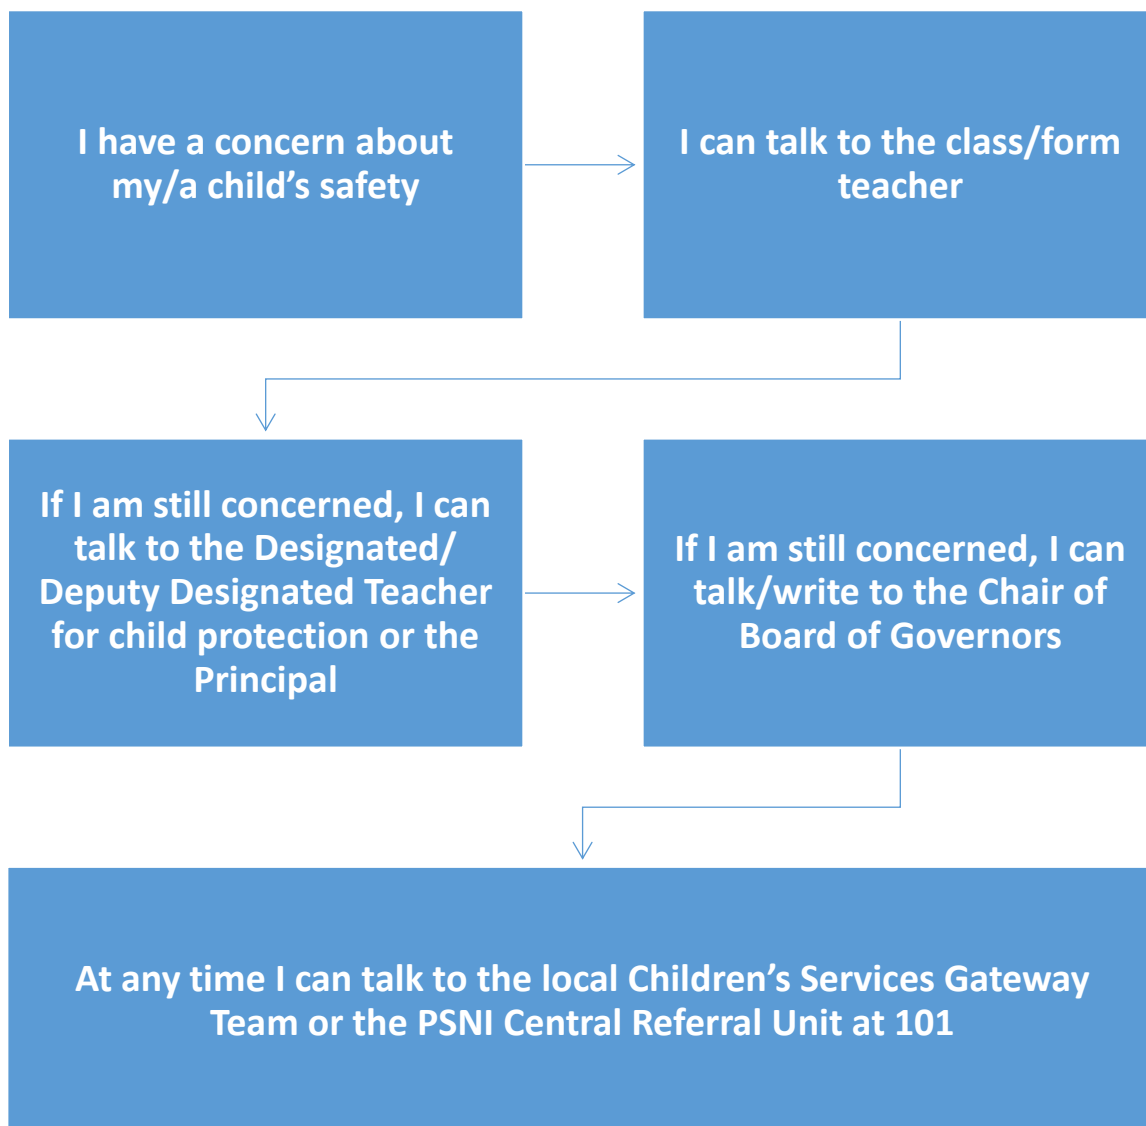 I have a concern about
my/a child’s safety
I can talk to the class/form
teacher
If I am still concerned, I can
talk to the Designated/
Deputy Designated Teacher
for child protection or the
Principal
If I am still concerned, I can
talk/write to the Chair of
Board of Governors
At any time I can talk to the local Children’s Services Gateway
Team or the PSNI Central Referral Unit at 101